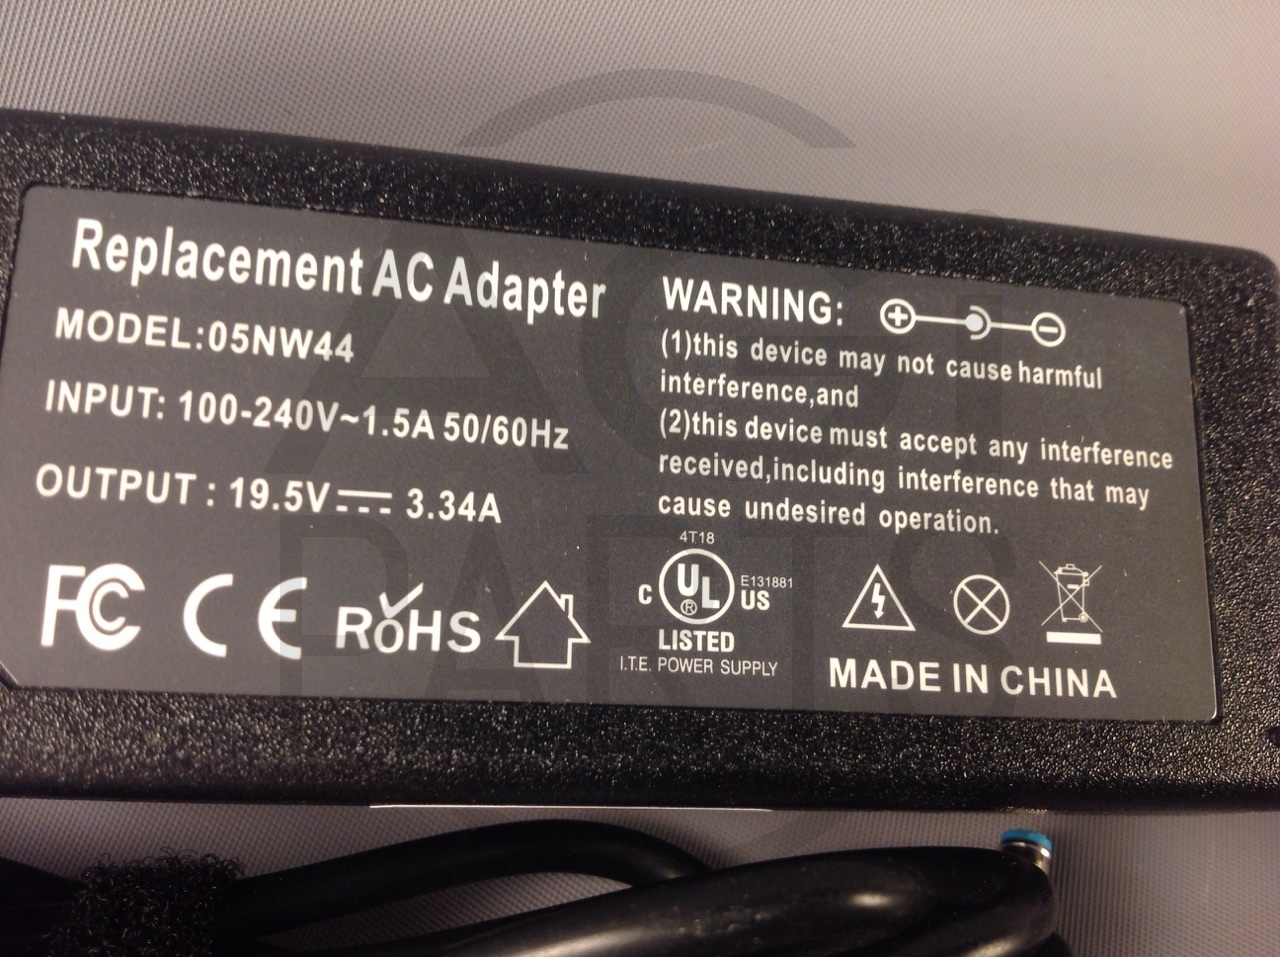 Replacement AC Adapter
MODEL:05NW44
INPUT: 100-240V~1.5A 50/60Hz
OUTPUT : 19.5V⎓ 3.34A
FC CE RoHS
WARNING:
(1)this device may not cause harmful
interference,and
(2)this device must accept any interference
received,including interference that may
cause undesired operation.
4T18
C UL ® US E131881
LISTED
I.T.E. POWER SUPPLY
MADE IN CHINA
AGI
PARTS